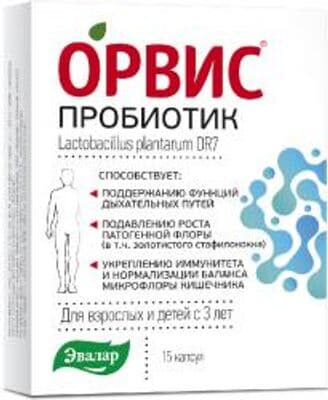 ОРВИС®
ПРОБИОТИК
Lactobacillus plantarum DR7
СПОСОБСТВУЕТ:
ПОДДЕРЖАНИЮ ФУНКЦИЙ
ДЫХАТЕЛЬНЫХ ПУТЕЙ
ПОДАВЛЕНИЮ РОСТА
ПАТОГЕННОЙ ФЛОРЫ
(в т.ч. золотистого стафилококка)
УКРЕПЛЕНИЮ ИММУНИТЕТА
И НОРМАЛИЗАЦИИ БАЛАНСА
МИКРОФЛОРЫ КИШЕЧНИКА
Для взрослых и детей с 3 лет
Эвалар
15 капсул